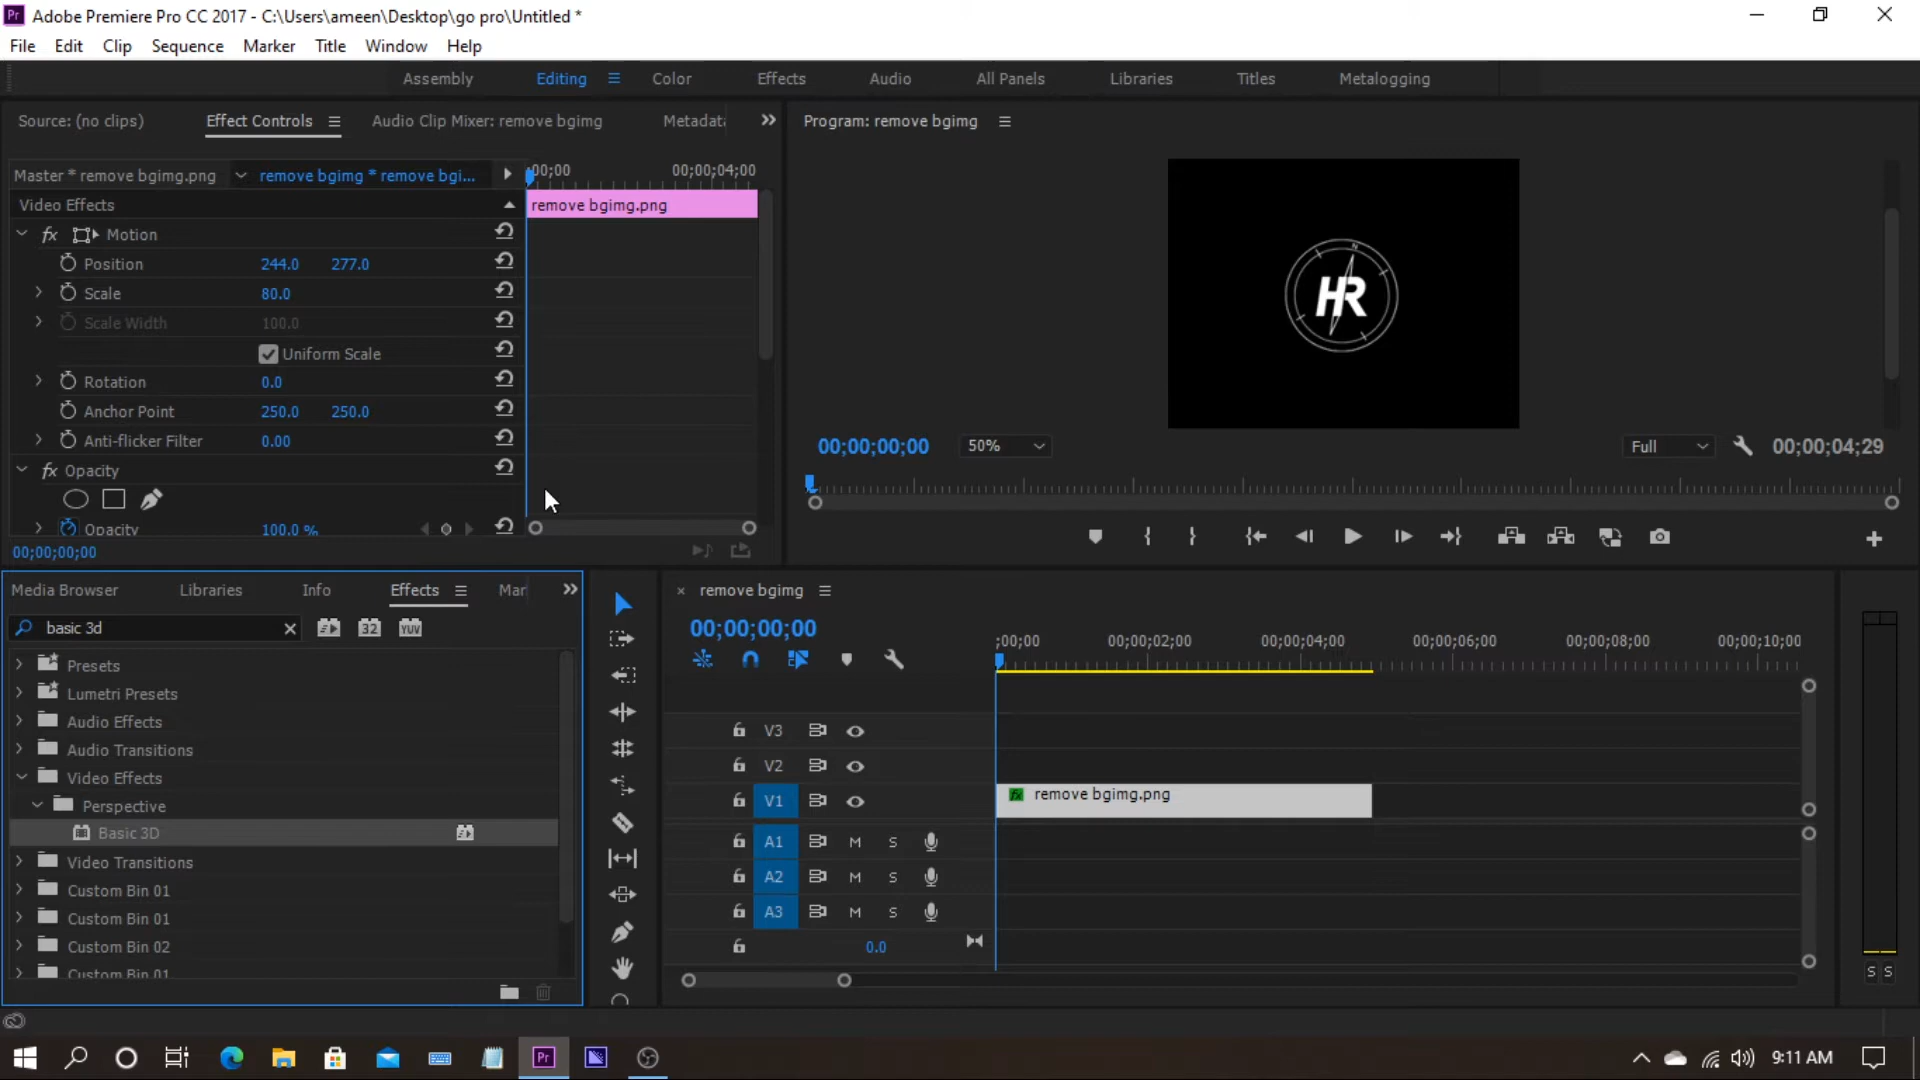 Adobe Premiere Pro CC 2017 - C:\Users\ameen\Desktop\go pro\Untitled *
File Edit Clip Sequence Marker Title Window Help
Assembly Editing Color Effects Audio All Panels Libraries Titles Metalogging
Source: (no clips) Effect Controls Audio Clip Mixer: remove bgimg Metadata
Program: remove bgimg
Master * remove bgimg.png remove bgimg * remove bgi...
;00;00 00;00;04;00
Video Effects
remove bgimg.png
fx Motion
Position 244.0 277.0
Scale 80.0
Scale Width 100.0
Uniform Scale
Rotation 0.0
Anchor Point 250.0 250.0
Anti-flicker Filter 0.00
fx Opacity
Opacity 100.0 %
00;00;00;00
N
HR
00;00;00;00 50% Full 00;00;04;29
Media Browser Libraries Info Effects Mar
basic 3d 32 YUV
Presets
Lumetri Presets
Audio Effects
Audio Transitions
Video Effects
Perspective
Basic 3D
Video Transitions
Custom Bin 01
Custom Bin 01
Custom Bin 02
Custom Bin 01
× remove bgimg
00;00;00;00
;00;00 00;00;02;00 00;00;04;00 00;00;06;00 00;00;08;00 00;00;10;00
V3
V2
V1 fx remove bgimg.png
A1 M S
A2 M S
A3 M S
0.0
S S
Pr 9:11 AM